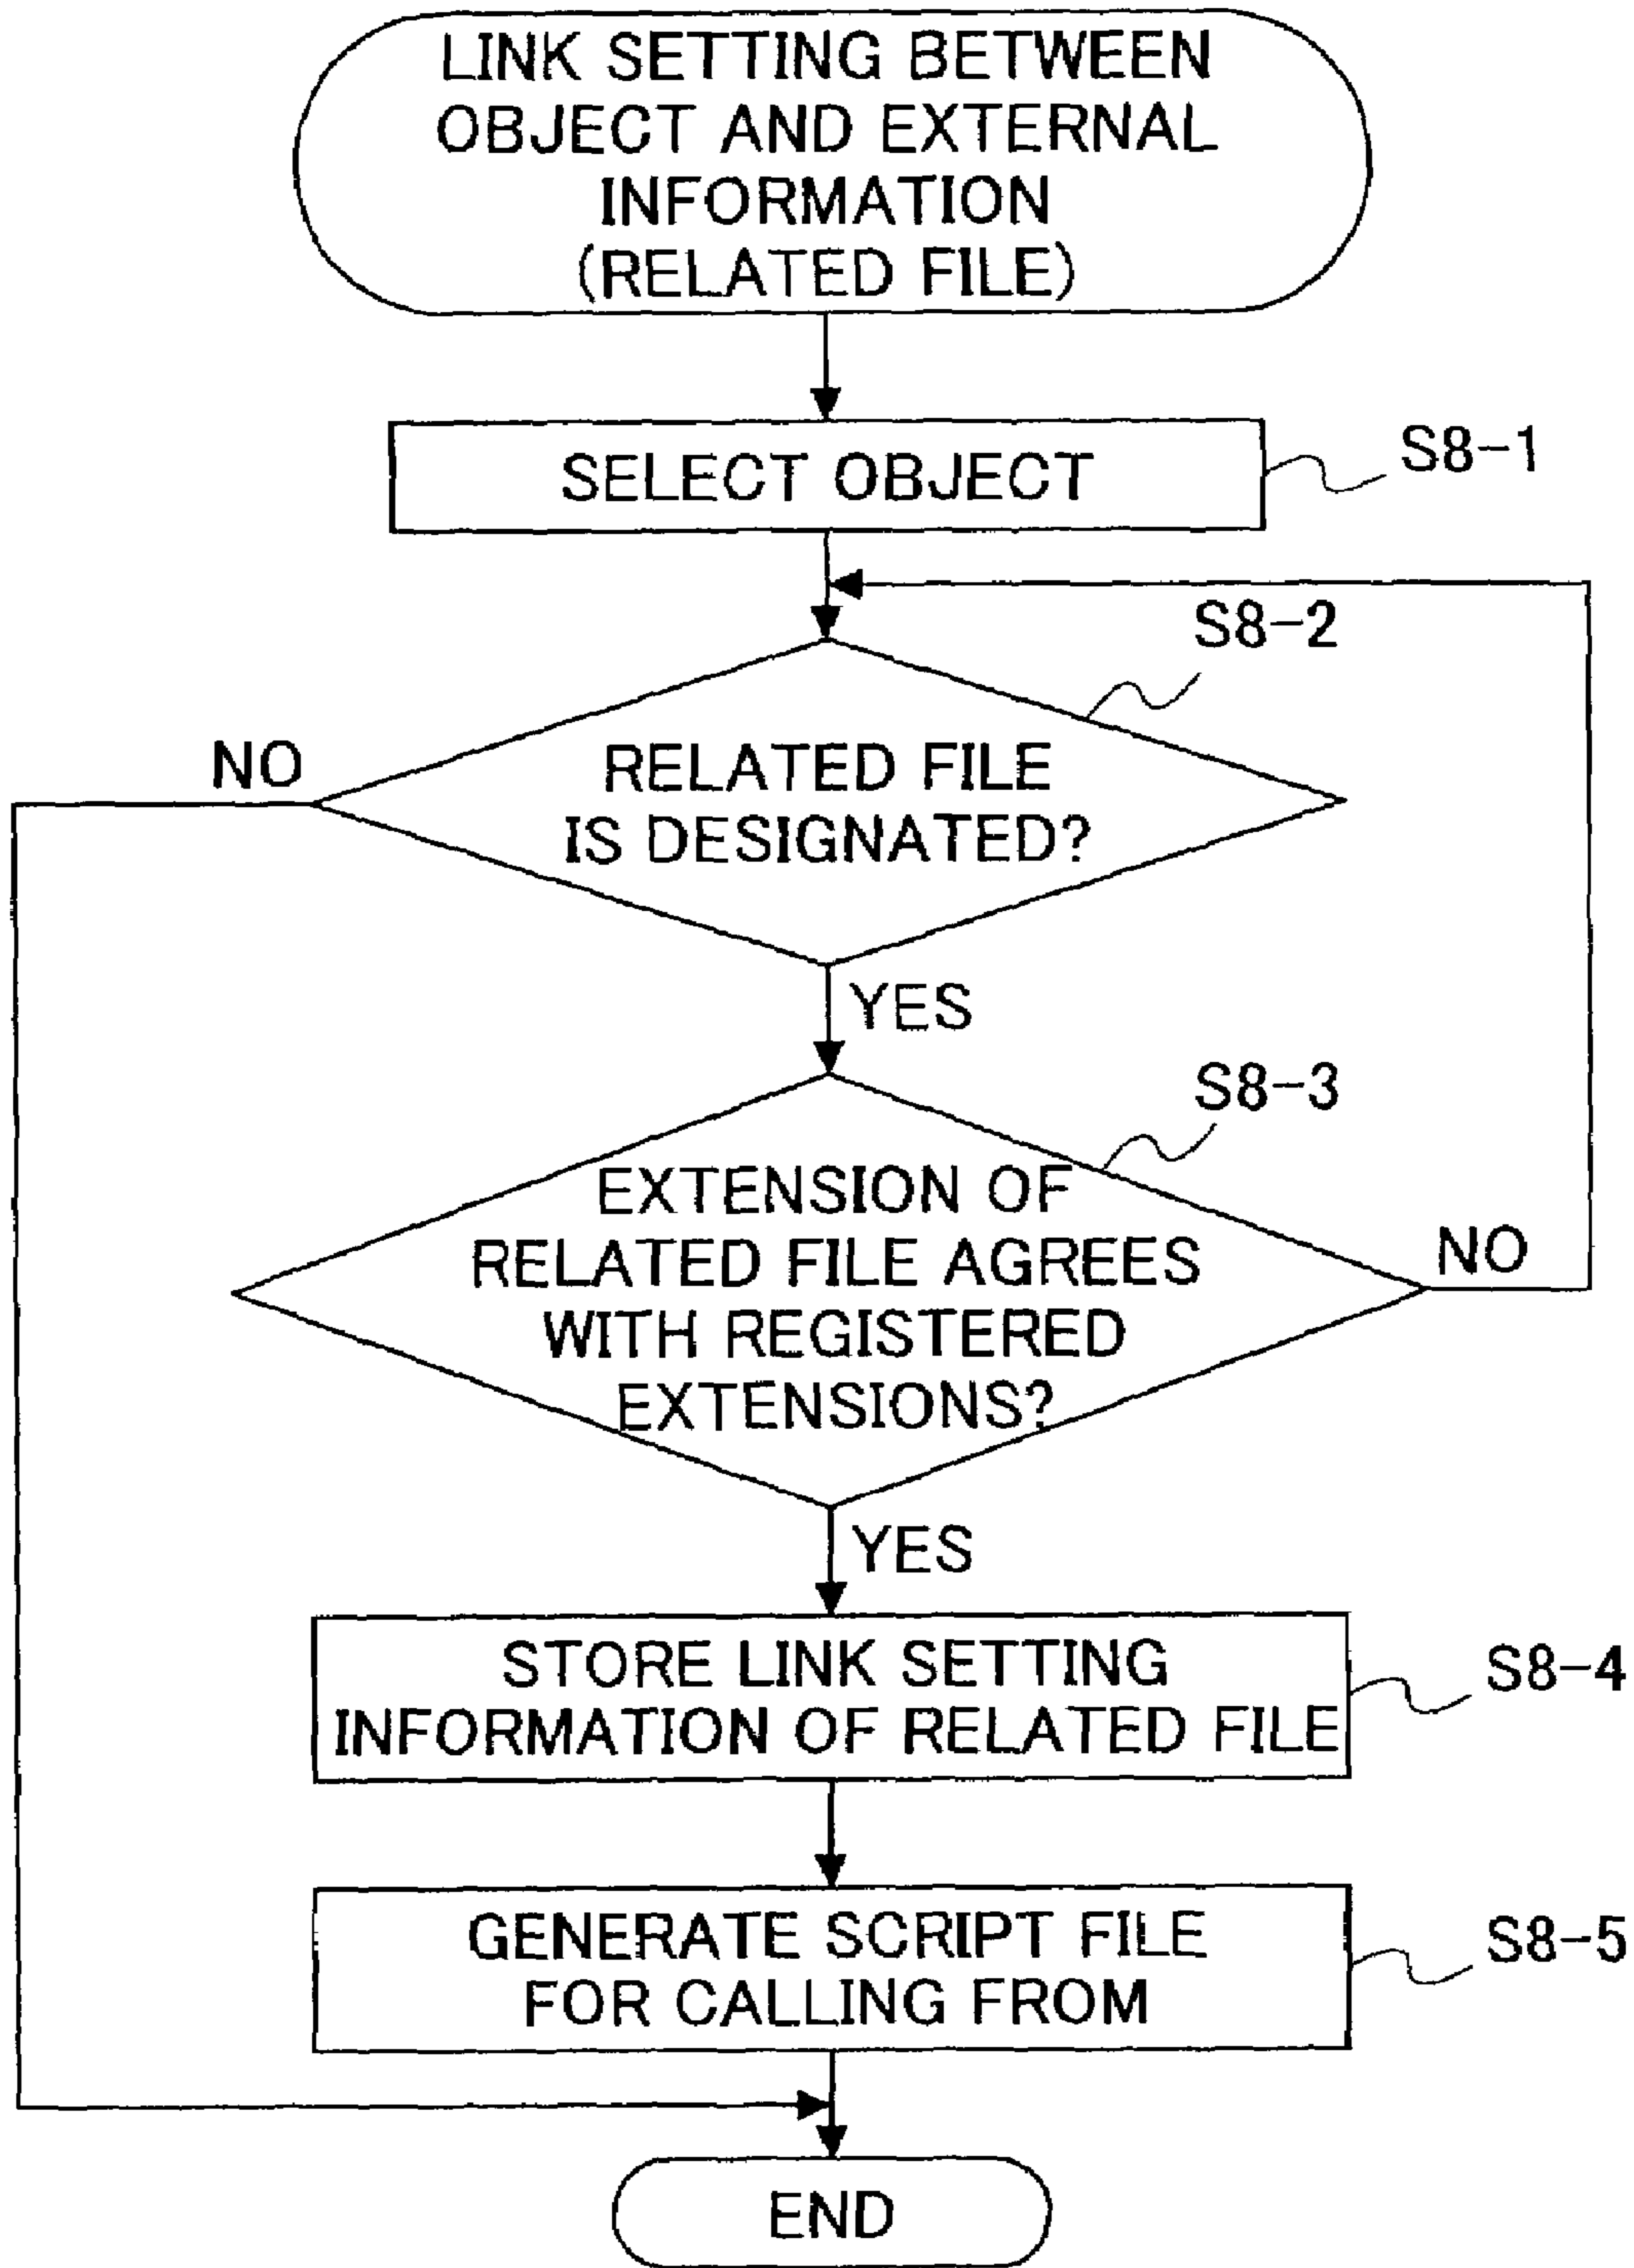 LINK SETTING BETWEEN
OBJECT AND EXTERNAL
INFORMATION
(RELATED FILE)
SELECT OBJECT
S8-1
S8-2
NO
RELATED FILE
IS DESIGNATED?
YES
S8-3
EXTENSION OF
RELATED FILE AGREES
WITH REGISTERED
EXTENSIONS?
NO
YES
STORE LINK SETTING
INFORMATION OF RELATED FILE
S8-4
GENERATE SCRIPT FILE
FOR CALLING FROM
S8-5
END